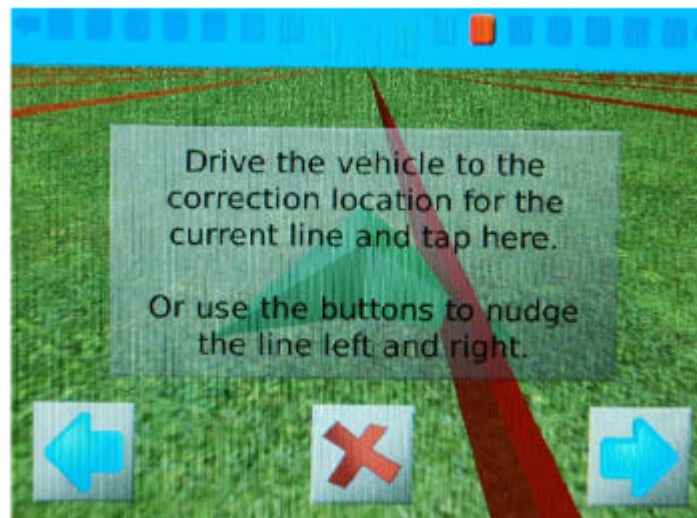 Drive the vehicle to the
correction location for the
current line and tap here.
Or use the buttons to nudge
the line left and right.